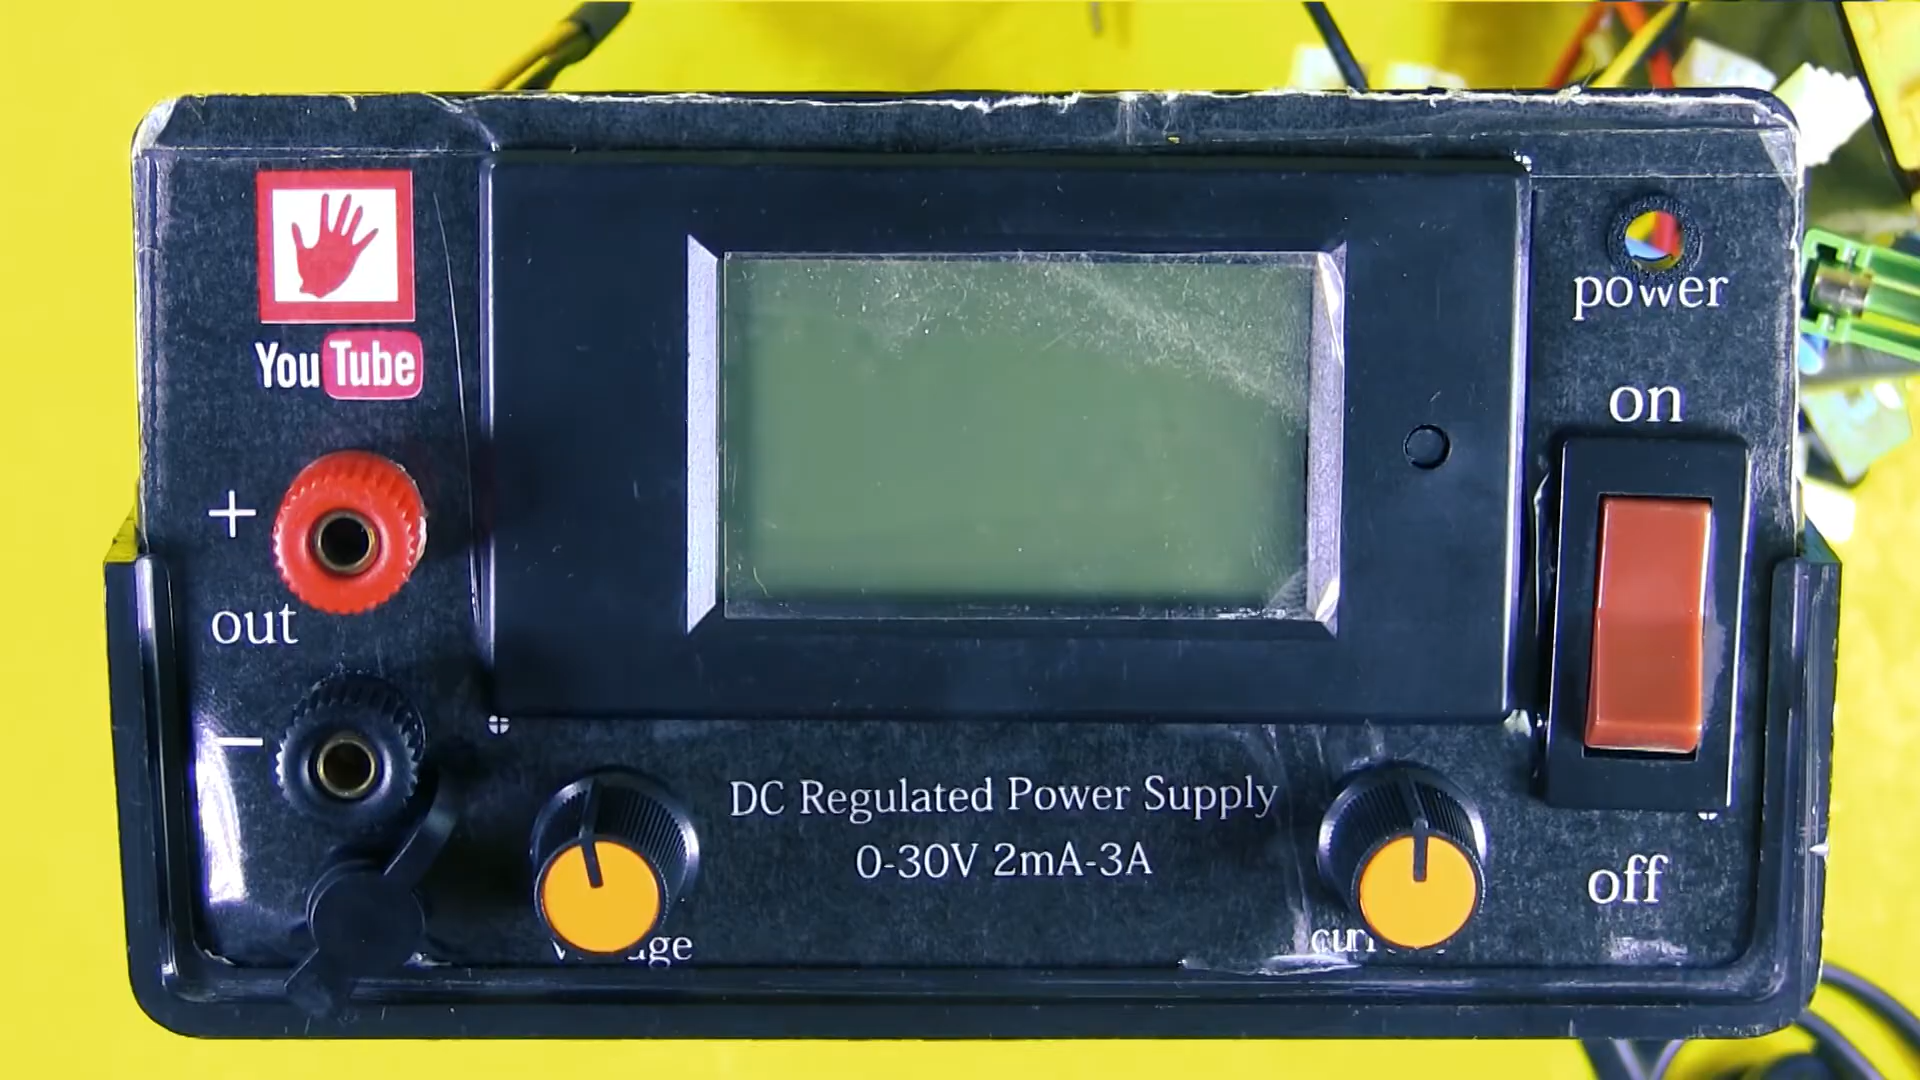 YouTube
power
on
+
out
-
DC Regulated Power Supply
0-30V 2mA-3A
off